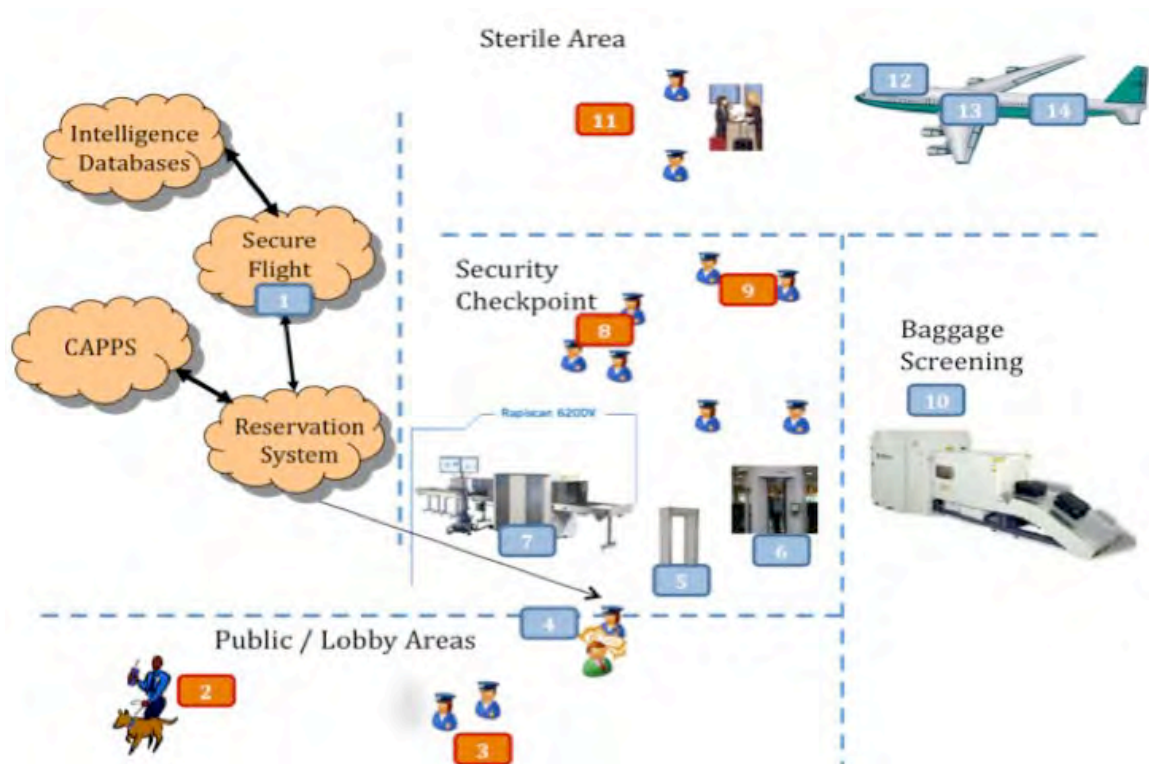 Sterile Area
12
13
14
11
Intelligence
Databases
Secure
Flight
1
CAPPS
Reservation
System
Security
Checkpoint
9
8
Baggage
Screening
10
Rapiscan 620DV
7
6
5
4
Public / Lobby Areas
2
3